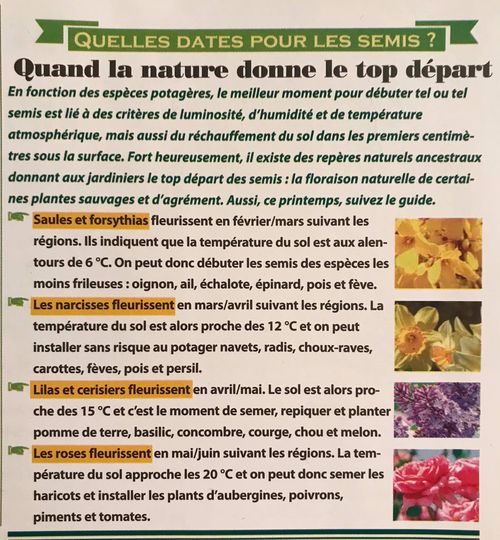 QUELLES DATES POUR LES SEMIS ?
Quand la nature donne le top départ
En fonction des espèces potagères, le meilleur moment pour débuter tel ou tel
semis est lié à des critères de luminosité, d'humidité et de température
atmosphérique, mais aussi du réchauffement du sol dans les premiers centimè-
tres sous la surface. Fort heureusement, il existe des repères naturels ancestraux
donnant aux jardiniers le top départ des semis : la floraison naturelle de certai-
nes plantes sauvages et d'agrément. Aussi, ce printemps, suivez le guide.
Saules et forsythias fleurissent en février/mars suivant les
régions. Ils indiquent que la température du sol est aux alen-
tours de 6 °C. On peut donc débuter les semis des espèces les
moins frileuses : oignon, ail, échalote, épinard, pois et fève.
Les narcisses fleurissent en mars/avril suivant les régions. La
température du sol est alors proche des 12 °C et on peut
installer sans risque au potager navets, radis, choux-raves,
carottes, fèves, pois et persil.
Lilas et cerisiers fleurissent en avril/mai. Le sol est alors pro-
che des 15 °C et c'est le moment de semer, repiquer et planter
pomme de terre, basilic, concombre, courge, chou et melon.
Les roses fleurissent en mai/juin suivant les régions. La tem-
pérature du sol approche les 20 °C et on peut donc semer les
haricots et installer les plants d'aubergines, poivrons,
piments et tomates.